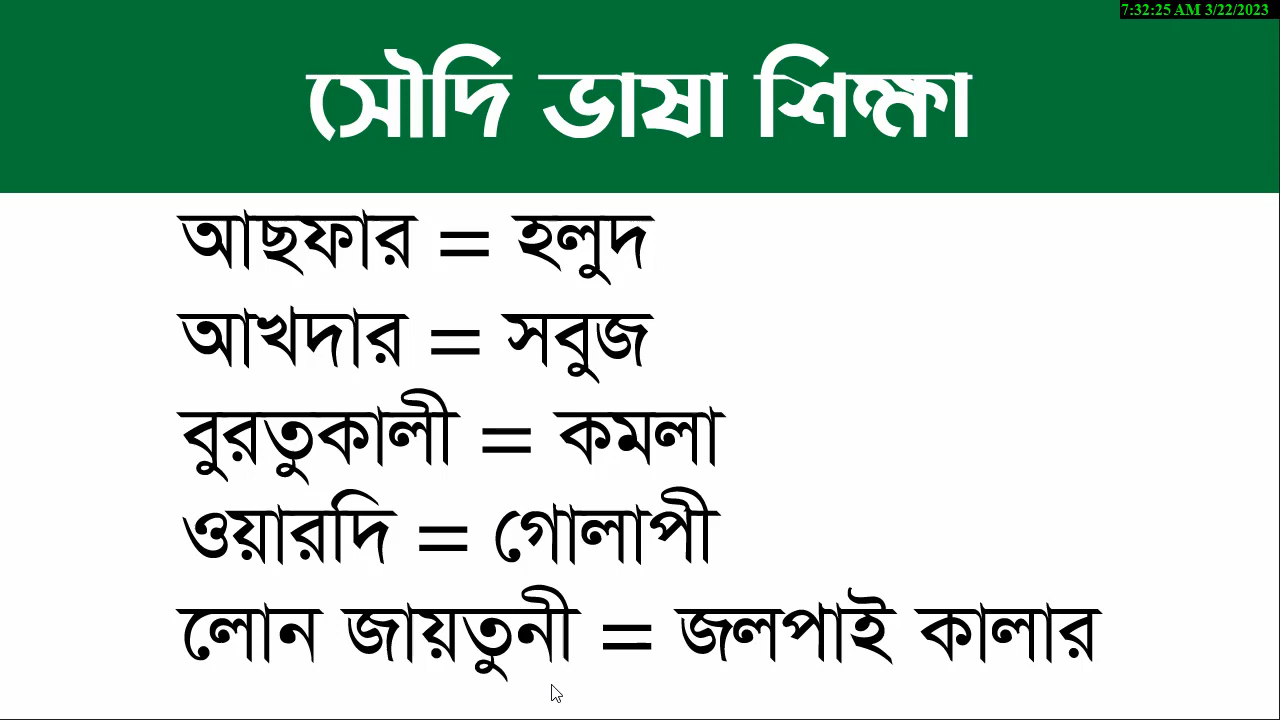 7:32:25 AM 3/22/2023
সৌদি ভাষা শিক্ষা
আছফার = হলুদ
আখদার = সবুজ
বুরতুকালী = কমলা
ওয়ারদি = গোলাপী
লোন জায়তুনী = জলপাই কালার